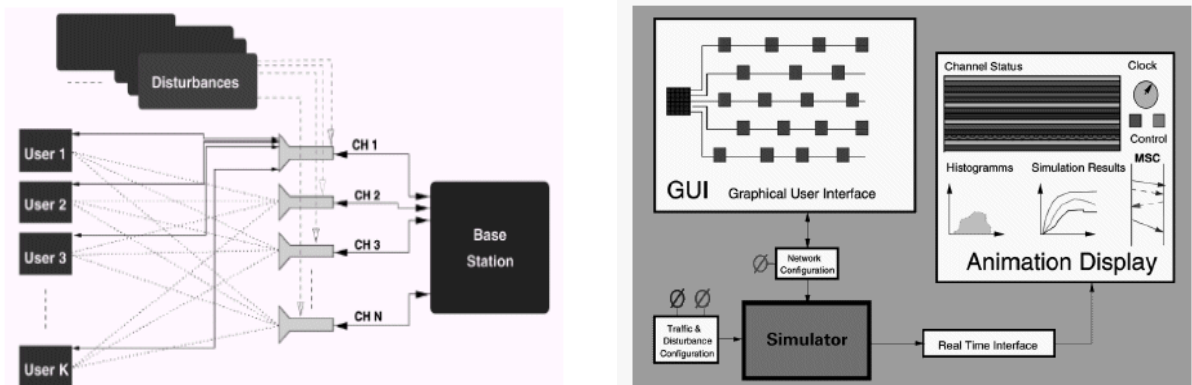 Disturbances
User 1
User 2
User 3
User K
CH 1
CH 2
CH 3
CH N
Base
Station
GUI Graphical User Interface
Network
Configuration
Traffic &
Disturbance
Configuration
Simulator
Real Time Interface
Channel Status
Clock
Control
Histogramms
Simulation Results
MSC
Animation Display